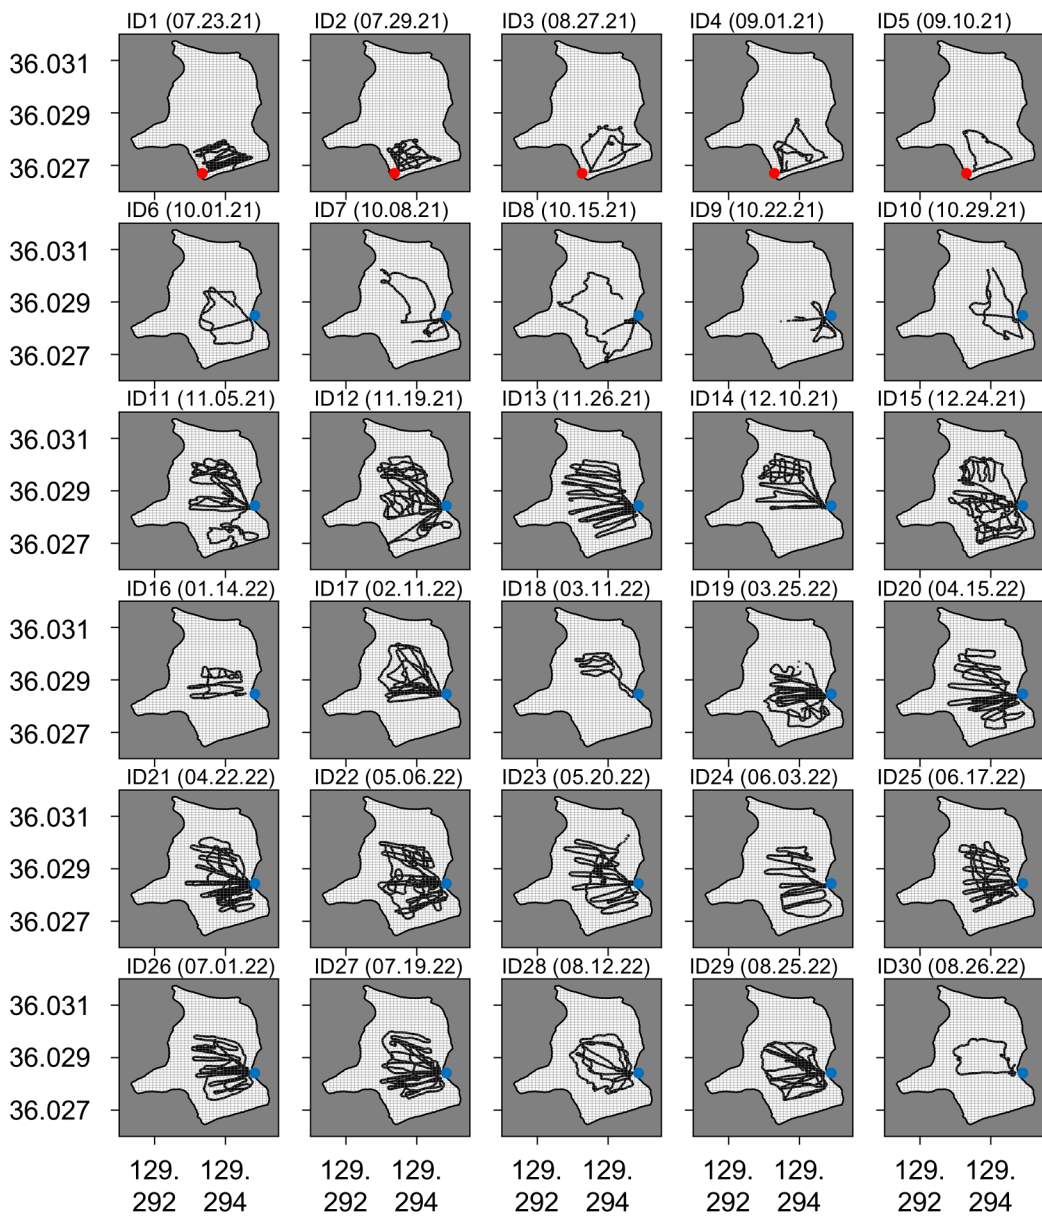 ID1 (07.23.21) ID2 (07.29.21) ID3 (08.27.21) ID4 (09.01.21) ID5 (09.10.21)
36.031
36.029
36.027
ID6 (10.01.21) ID7 (10.08.21) ID8 (10.15.21) ID9 (10.22.21) ID10 (10.29.21)
36.031
36.029
36.027
ID11 (11.05.21) ID12 (11.19.21) ID13 (11.26.21) ID14 (12.10.21) ID15 (12.24.21)
36.031
36.029
36.027
ID16 (01.14.22) ID17 (02.11.22) ID18 (03.11.22) ID19 (03.25.22) ID20 (04.15.22)
36.031
36.029
36.027
ID21 (04.22.22) ID22 (05.06.22) ID23 (05.20.22) ID24 (06.03.22) ID25 (06.17.22)
36.031
36.029
36.027
ID26 (07.01.22) ID27 (07.19.22) ID28 (08.12.22) ID29 (08.25.22) ID30 (08.26.22)
36.031
36.029
36.027
129. 129. 129. 129. 129. 129. 129. 129. 129. 129.
292 294 292 294 292 294 292 294 292 294